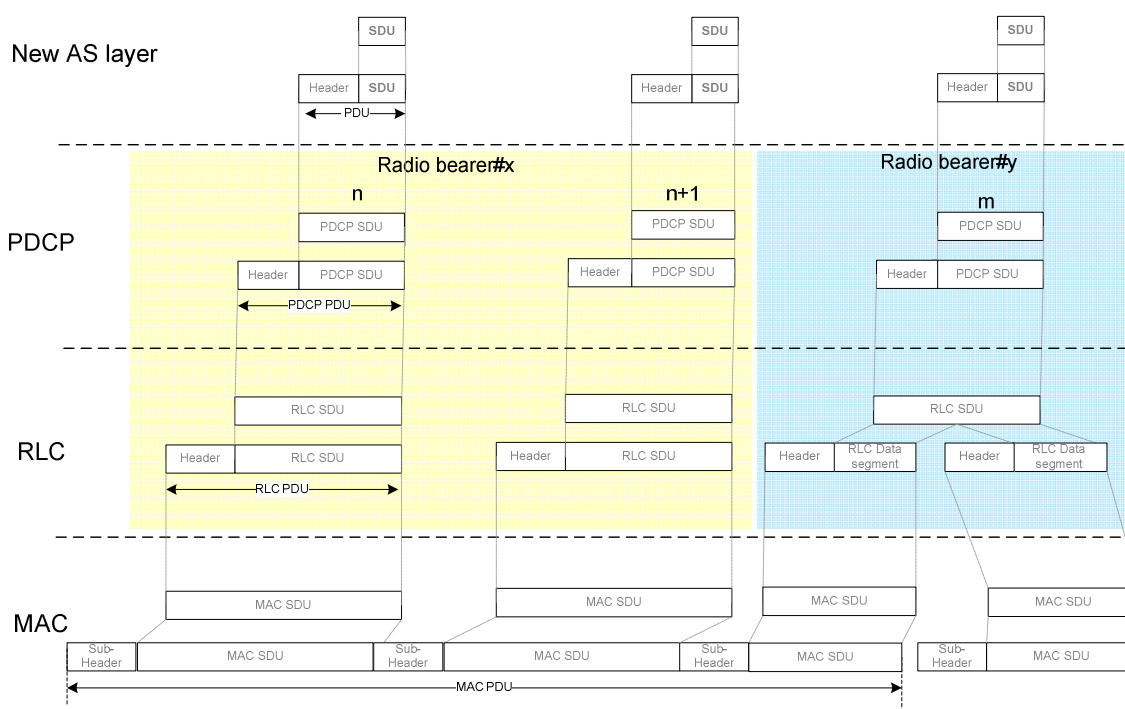 SDU SDU SDU
New AS layer
Header SDU Header SDU Header SDU
PDU
Radio bearer#x Radio bearer#y
n n+1 m
PDCP SDU PDCP SDU PDCP SDU
PDCP
Header PDCP SDU Header PDCP SDU Header PDCP SDU
PDCP PDU
RLC SDU RLC SDU RLC SDU
RLC
Header RLC SDU Header RLC SDU Header RLC Data segment Header RLC Data segment
RLC PDU
MAC SDU MAC SDU MAC SDU MAC SDU
MAC
Sub-Header MAC SDU Sub-Header MAC SDU Sub-Header MAC SDU Sub-Header MAC SDU
MAC PDU